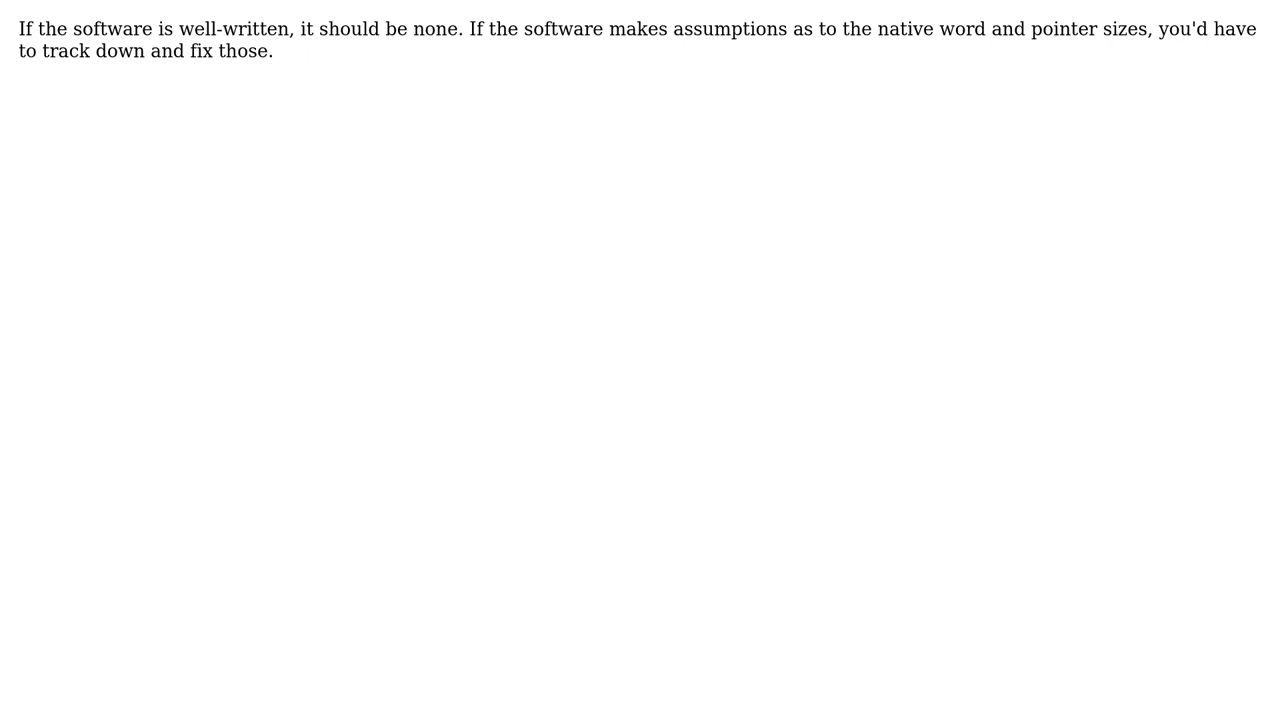 If the software is well-written, it should be none. If the software makes assumptions as to the native word and pointer sizes, you'd have
to track down and fix those.